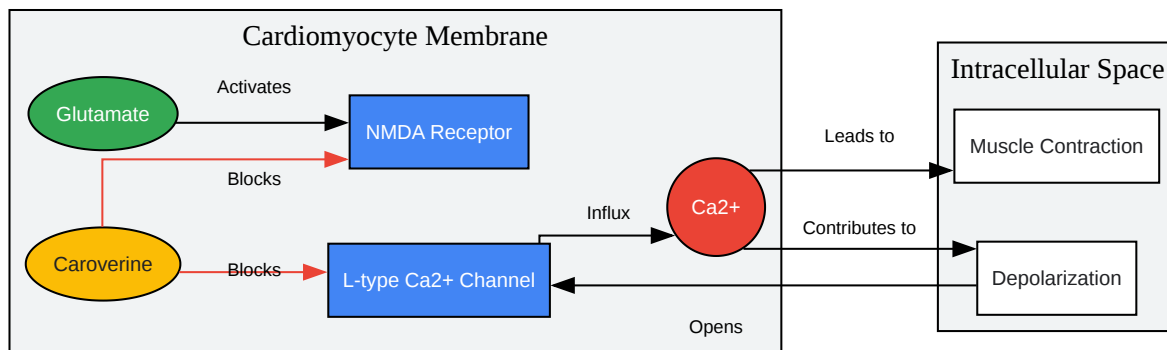 Cardiomyocyte Membrane
Intracellular Space
Activates
Glutamate
NMDA Receptor
Leads to
Muscle Contraction
Blocks
Ca2+
Influx
Contributes to
Caroverine
Blocks
L-type Ca2+ Channel
Depolarization
Opens